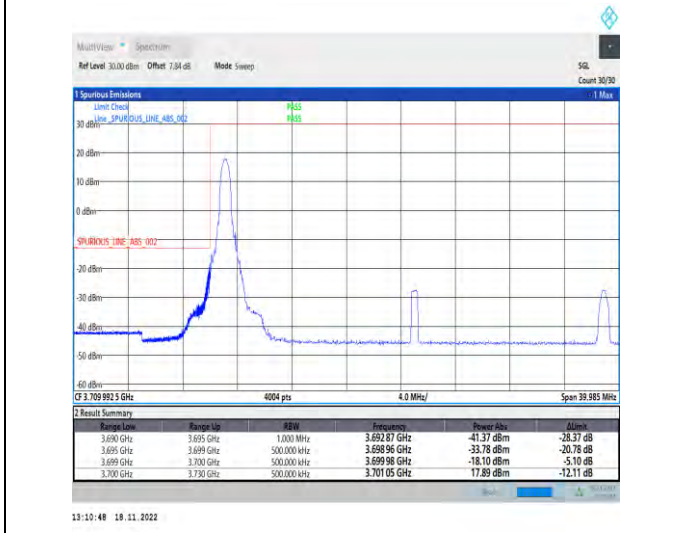 MultiView Spectrum
Ref Level 30.00 dBm Offset 7.84 dB Mode Sweep SGL
Count 30/30
1 Spurious Emissions 1 Max
Limit Check PASS
Line _SPURIOUS_LINE_ABS_002 PASS
30 dBm
20 dBm
10 dBm
0 dBm
SPURIOUS_LINE_ABS_002
-20 dBm
-30 dBm
-40 dBm
-50 dBm
-60 dBm
CF 3.709 992 5 GHz 4004 pts 4.0 MHz/ Span 39.985 MHz
2 Result Summary
Range Low Range Up RBW Frequency Power Abs ΔLimit
3.690 GHz 3.695 GHz 1.000 MHz 3.692 87 GHz -41.37 dBm -28.37 dB
3.695 GHz 3.699 GHz 500.000 kHz 3.698 96 GHz -33.78 dBm -20.78 dB
3.699 GHz 3.700 GHz 500.000 kHz 3.699 98 GHz -18.10 dBm -5.10 dB
3.700 GHz 3.730 GHz 500.000 kHz 3.701 05 GHz 17.89 dBm -12.11 dB
13:10:48 18.11.2022